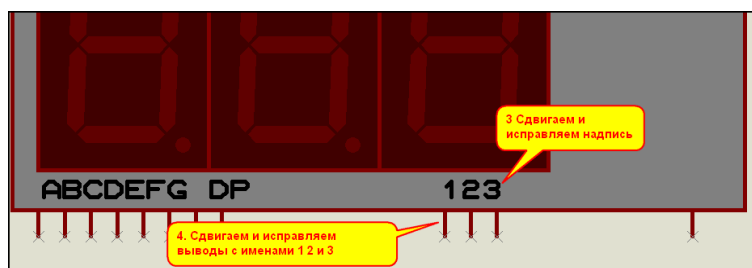 3 Сдвигаем и
исправляем надпись
ABCDEFG DP 123
4. Сдвигаем и исправляем
выводы с именами 1 2 и 3